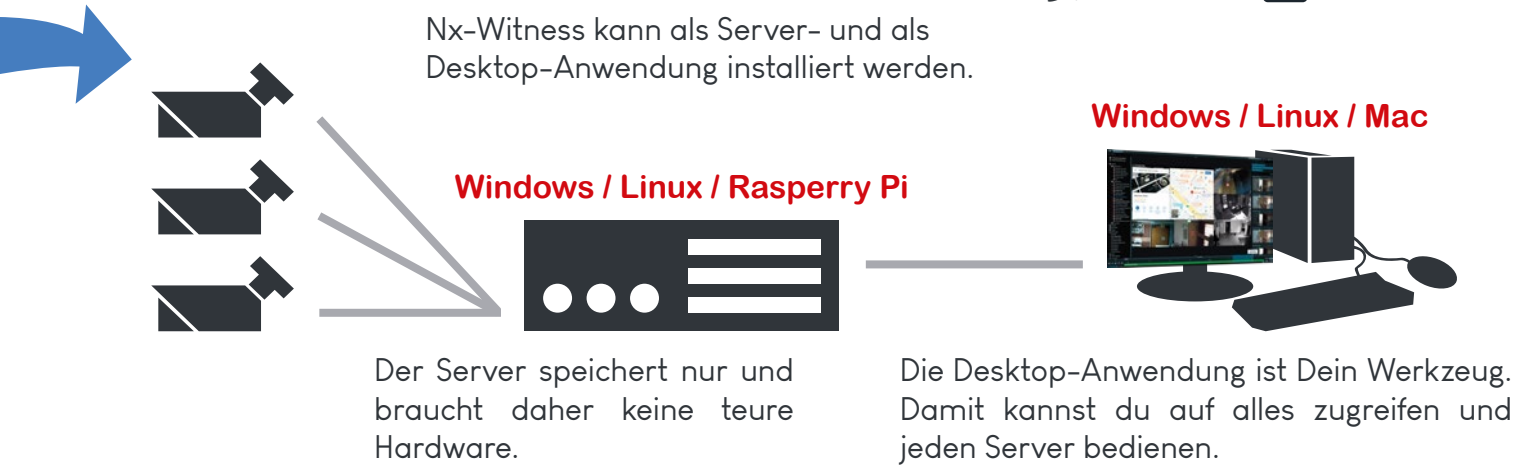 Nx-Witness kann als Server- und als
Desktop-Anwendung installiert werden.
Windows / Linux / Mac
Windows / Linux / Rasperry Pi
Der Server speichert nur und
braucht daher keine teure
Hardware.
Die Desktop-Anwendung ist Dein Werkzeug.
Damit kannst du auf alles zugreifen und
jeden Server bedienen.